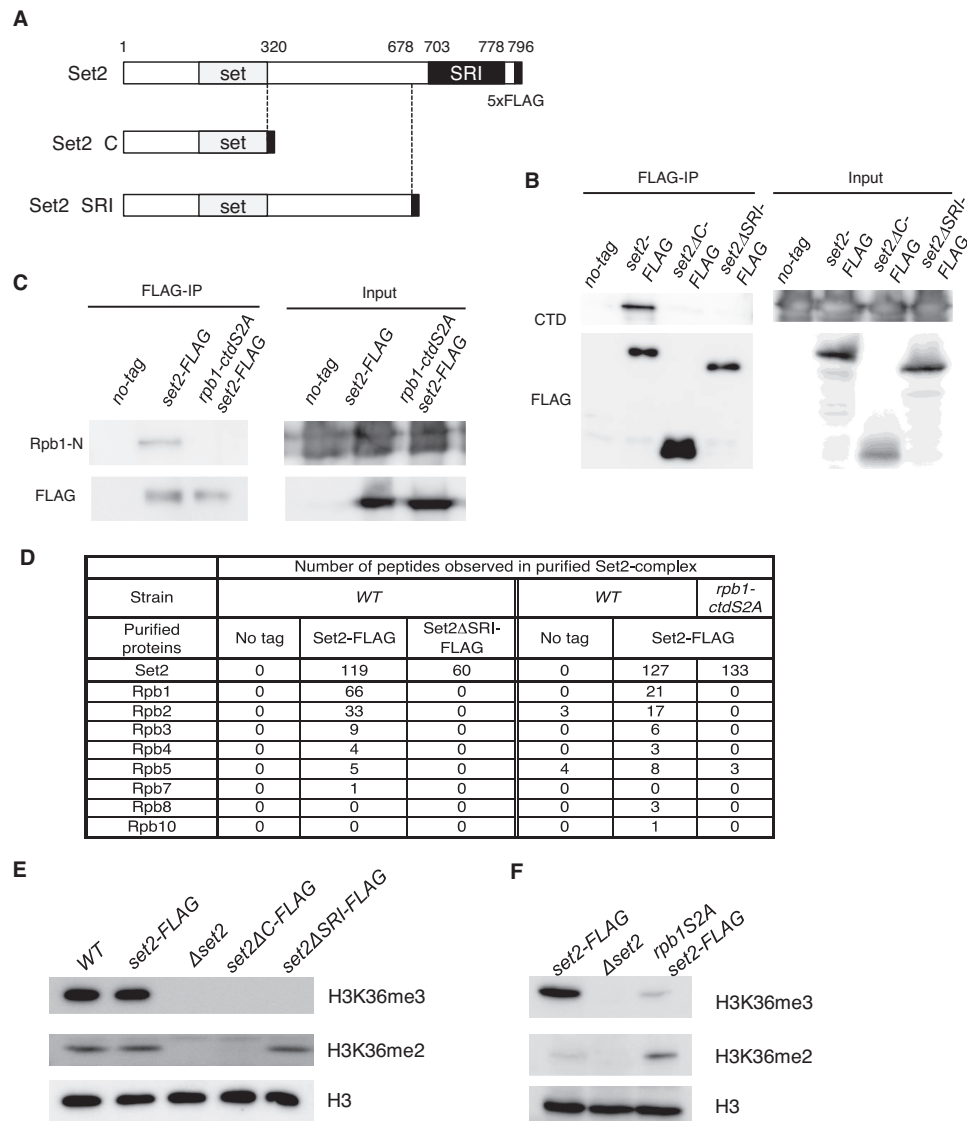 A
1 320 678 703 778 796
Set2 set SRI
5xFLAG
Set2 C set
Set2 SRI set
B
FLAG-IP Input
no-tag set2-FLAG set2ΔC-FLAG set2ΔSRI-FLAG no-tag set2-FLAG set2ΔC-FLAG set2ΔSRI-FLAG
CTD
FLAG
C
FLAG-IP Input
no-tag set2-FLAG rpb1-ctdS2A set2-FLAG no-tag set2-FLAG rpb1-ctdS2A set2-FLAG
Rpb1-N
FLAG
D
Number of peptides observed in purified Set2-complex
Strain WT WT rpb1-ctdS2A
Purified proteins No tag Set2-FLAG Set2ΔSRI-FLAG No tag Set2-FLAG
Set2 0 119 60 0 127 133
Rpb1 0 66 0 0 21 0
Rpb2 0 33 0 3 17 0
Rpb3 0 9 0 0 6 0
Rpb4 0 4 0 0 3 0
Rpb5 0 5 0 4 8 3
Rpb7 0 1 0 0 0 0
Rpb8 0 0 0 0 3 0
Rpb10 0 0 0 0 1 0
E
WT set2-FLAG Δset2 set2ΔC-FLAG set2ΔSRI-FLAG
H3K36me3
H3K36me2
H3
F
set2-FLAG Δset2 rpb1S2A set2-FLAG
H3K36me3
H3K36me2
H3